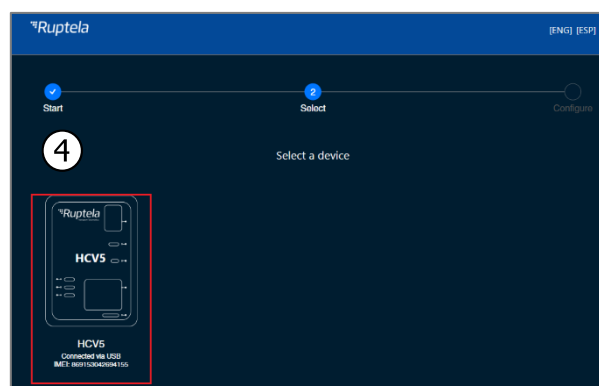 Ruptela
[ENG] [ESP]
2
Start
Select
Configure
4
Select a device
Ruptela
HCV5
HCV5
Connected via USB
IMEI: 869153042694155